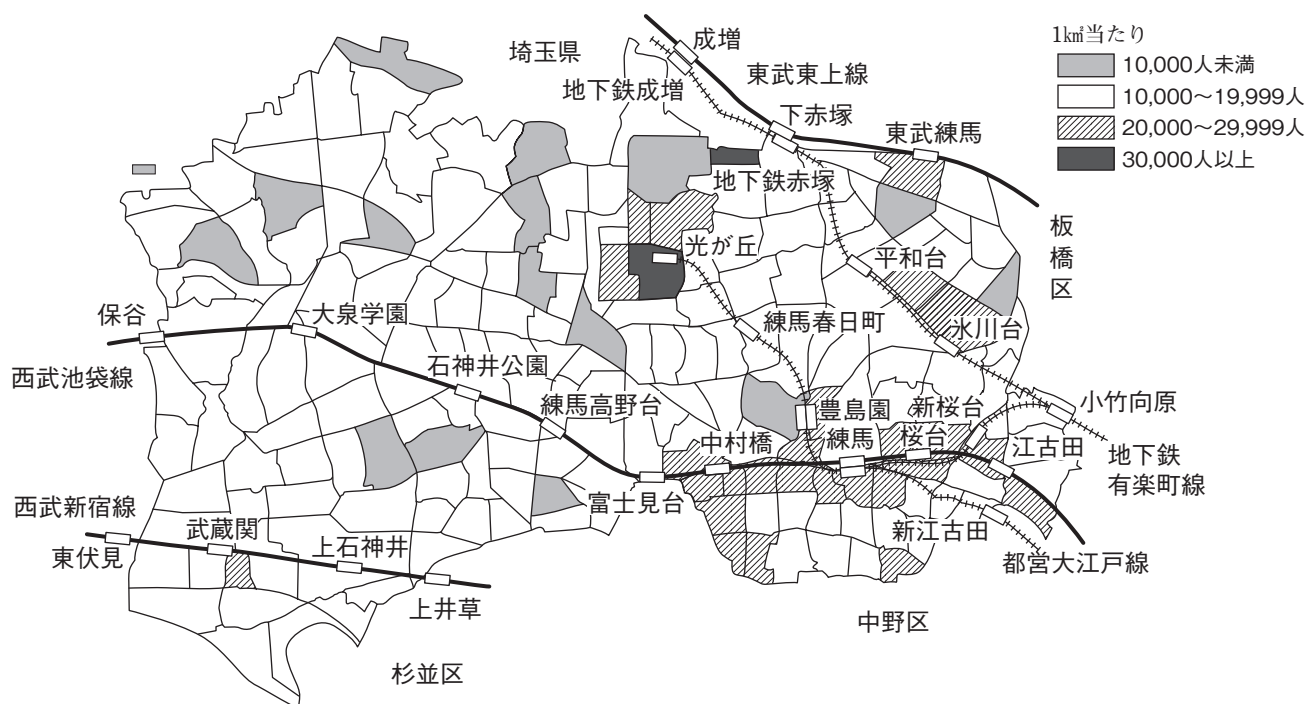 1㎢当たり
10,000人未満
10,000～19,999人
20,000～29,999人
30,000人以上
埼玉県
成増
東武東上線
地下鉄成増
下赤塚
東武練馬
地下鉄赤塚
板橋区
光が丘
平和台
保谷
大泉学園
練馬春日町
氷川台
西武池袋線
石神井公園
練馬高野台
豊島園
新桜台
小竹向原
中村橋
練馬
桜台
江古田
地下鉄
有楽町線
富士見台
西武新宿線
武蔵関
上石神井
新江古田
東伏見
都営大江戸線
上井草
中野区
杉並区